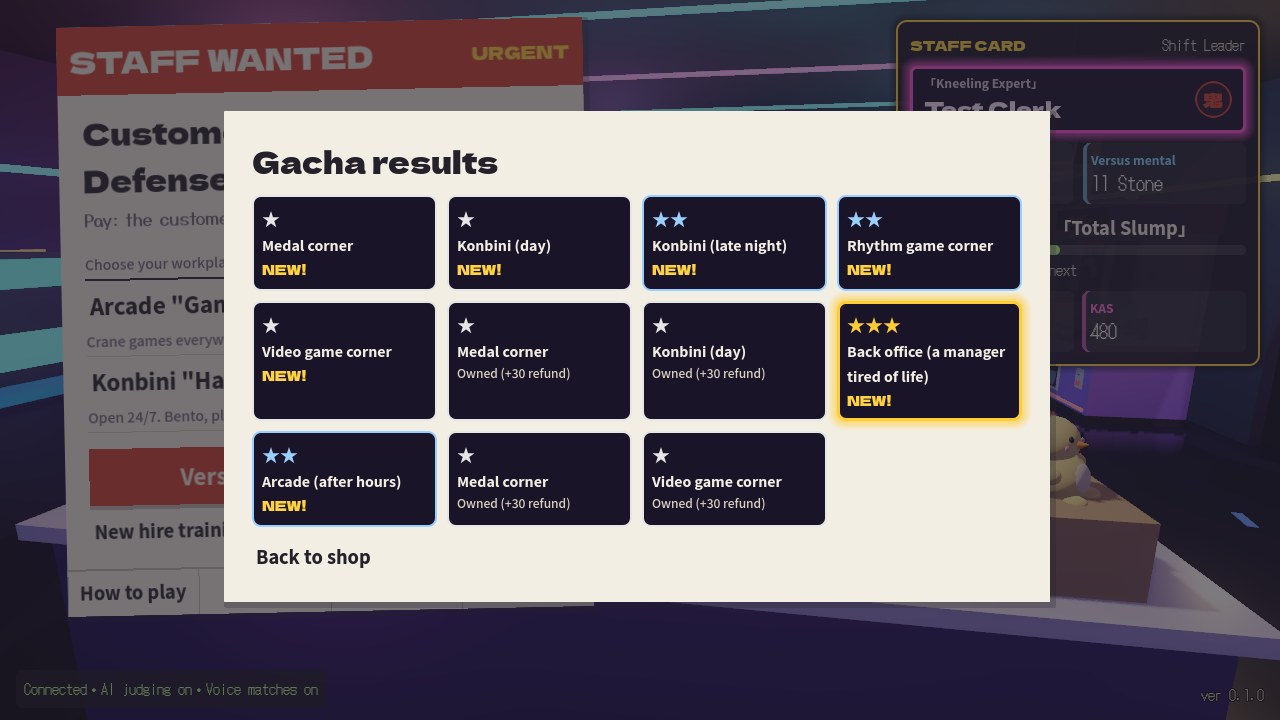 STAFF WANTED
URGENT
Custom
Defense
Pay: the custome
Choose your workpla
Arcade "Gan
Crane games everyw
Konbini "Ha
Open 24/7. Bento, pl
Vers
New hire traini
How to play
STAFF CARD
Shift Leader
「Kneeling Expert」
Test Clerk
Versus mental
11 Stone
「Total Slump」
next
KAS
480
Gacha results
★
Medal corner
NEW!
★
Konbini (day)
NEW!
★★
Konbini (late night)
NEW!
★★
Rhythm game corner
NEW!
★
Video game corner
NEW!
★
Medal corner
Owned (+30 refund)
★
Konbini (day)
Owned (+30 refund)
★★★
Back office (a manager
tired of life)
NEW!
★★
Arcade (after hours)
NEW!
★
Medal corner
Owned (+30 refund)
★
Video game corner
Owned (+30 refund)
Back to shop
Connected • AI judging on • Voice matches on
ver 0.1.0